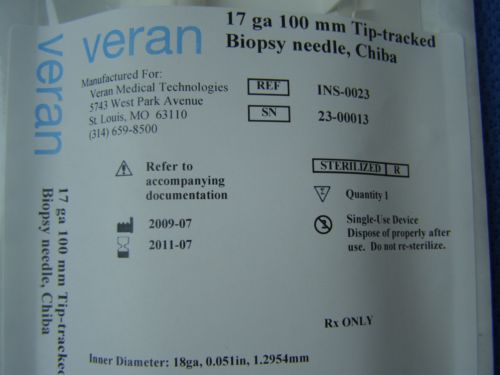 veran
17 ga 100 mm Tip-tracked
Biopsy needle, Chiba
Manufactured For:
Veran Medical Technologies
5743 West Park Avenue
St Louis, MO 63110
(314) 659-8500
REF INS-0023
SN 23-00013
Refer to
accompanying
documentation
STERILIZED R
Quantity 1
2009-07
2011-07
Single-Use Device
Dispose of properly after
use. Do not re-sterilize.
Rx ONLY
Inner Diameter: 18ga, 0.051in, 1.2954mm
veran
17 ga 100 mm Tip-tracked
Biopsy needle, Chiba